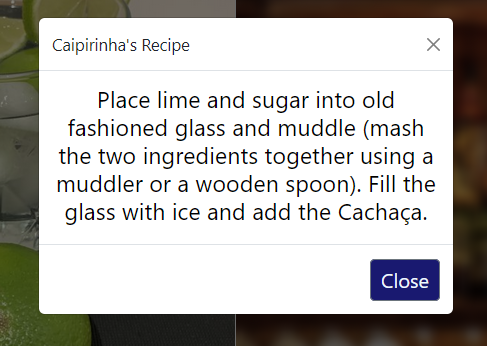 Caipirinha's Recipe
Place lime and sugar into old
fashioned glass and muddle (mash
the two ingredients together using a
muddler or a wooden spoon). Fill the
glass with ice and add the Cachaça.
Close